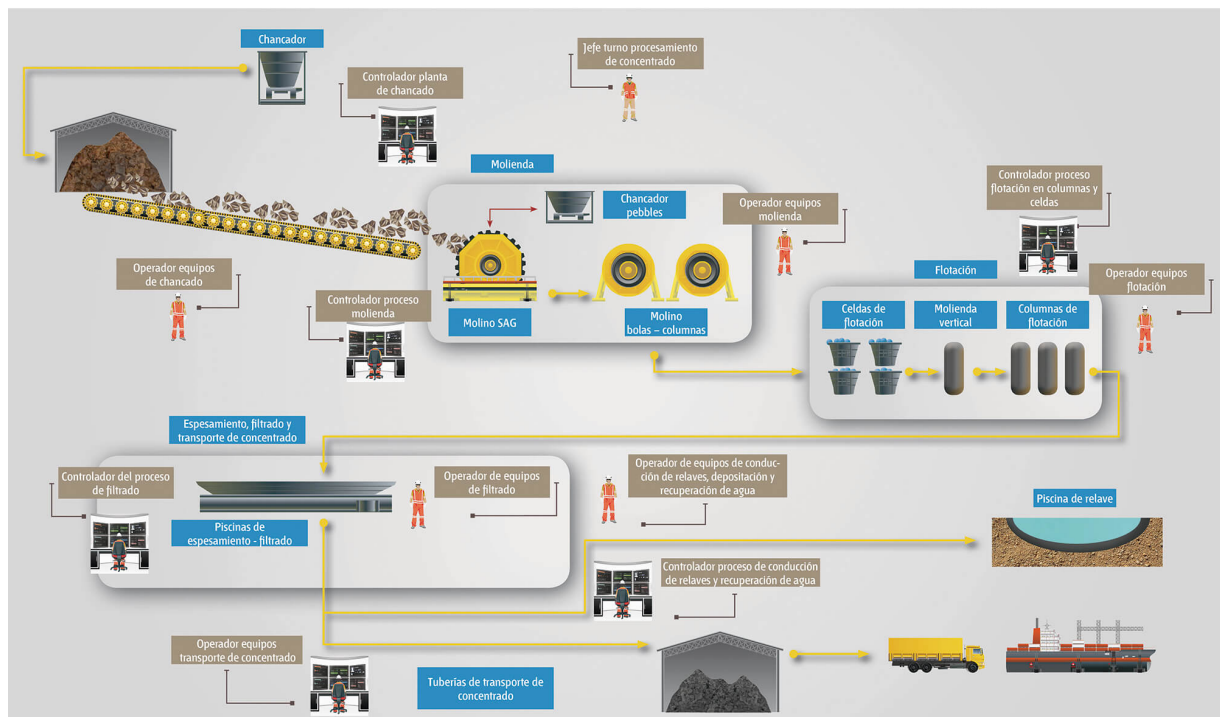 Chancador
Controlador planta
de chancado
Jefe turno procesamiento
de concentrado
Molienda
Chancador
pebbles
Operador equipos
molienda
Controlador proceso
flotación en columnas y
celdas
Operador equipos
de chancado
Controlador proceso
molienda
Molino SAG
Molino
bolas – columnas
Flotación
Operador equipos
flotación
Celdas de
flotación
Molienda
vertical
Columnas de
flotación
Espesamiento, filtrado y
transporte de concentrado
Controlador del proceso
de filtrado
Operador de equipos
de filtrado
Piscinas de
espesamiento - filtrado
Operador de equipos de conduc-
ción de relaves, depositación y
recuperación de agua
Piscina de relave
Controlador proceso de conducción
de relaves y recuperación de agua
Operador equipos
transporte de concentrado
Tuberías de transporte de
concentrado